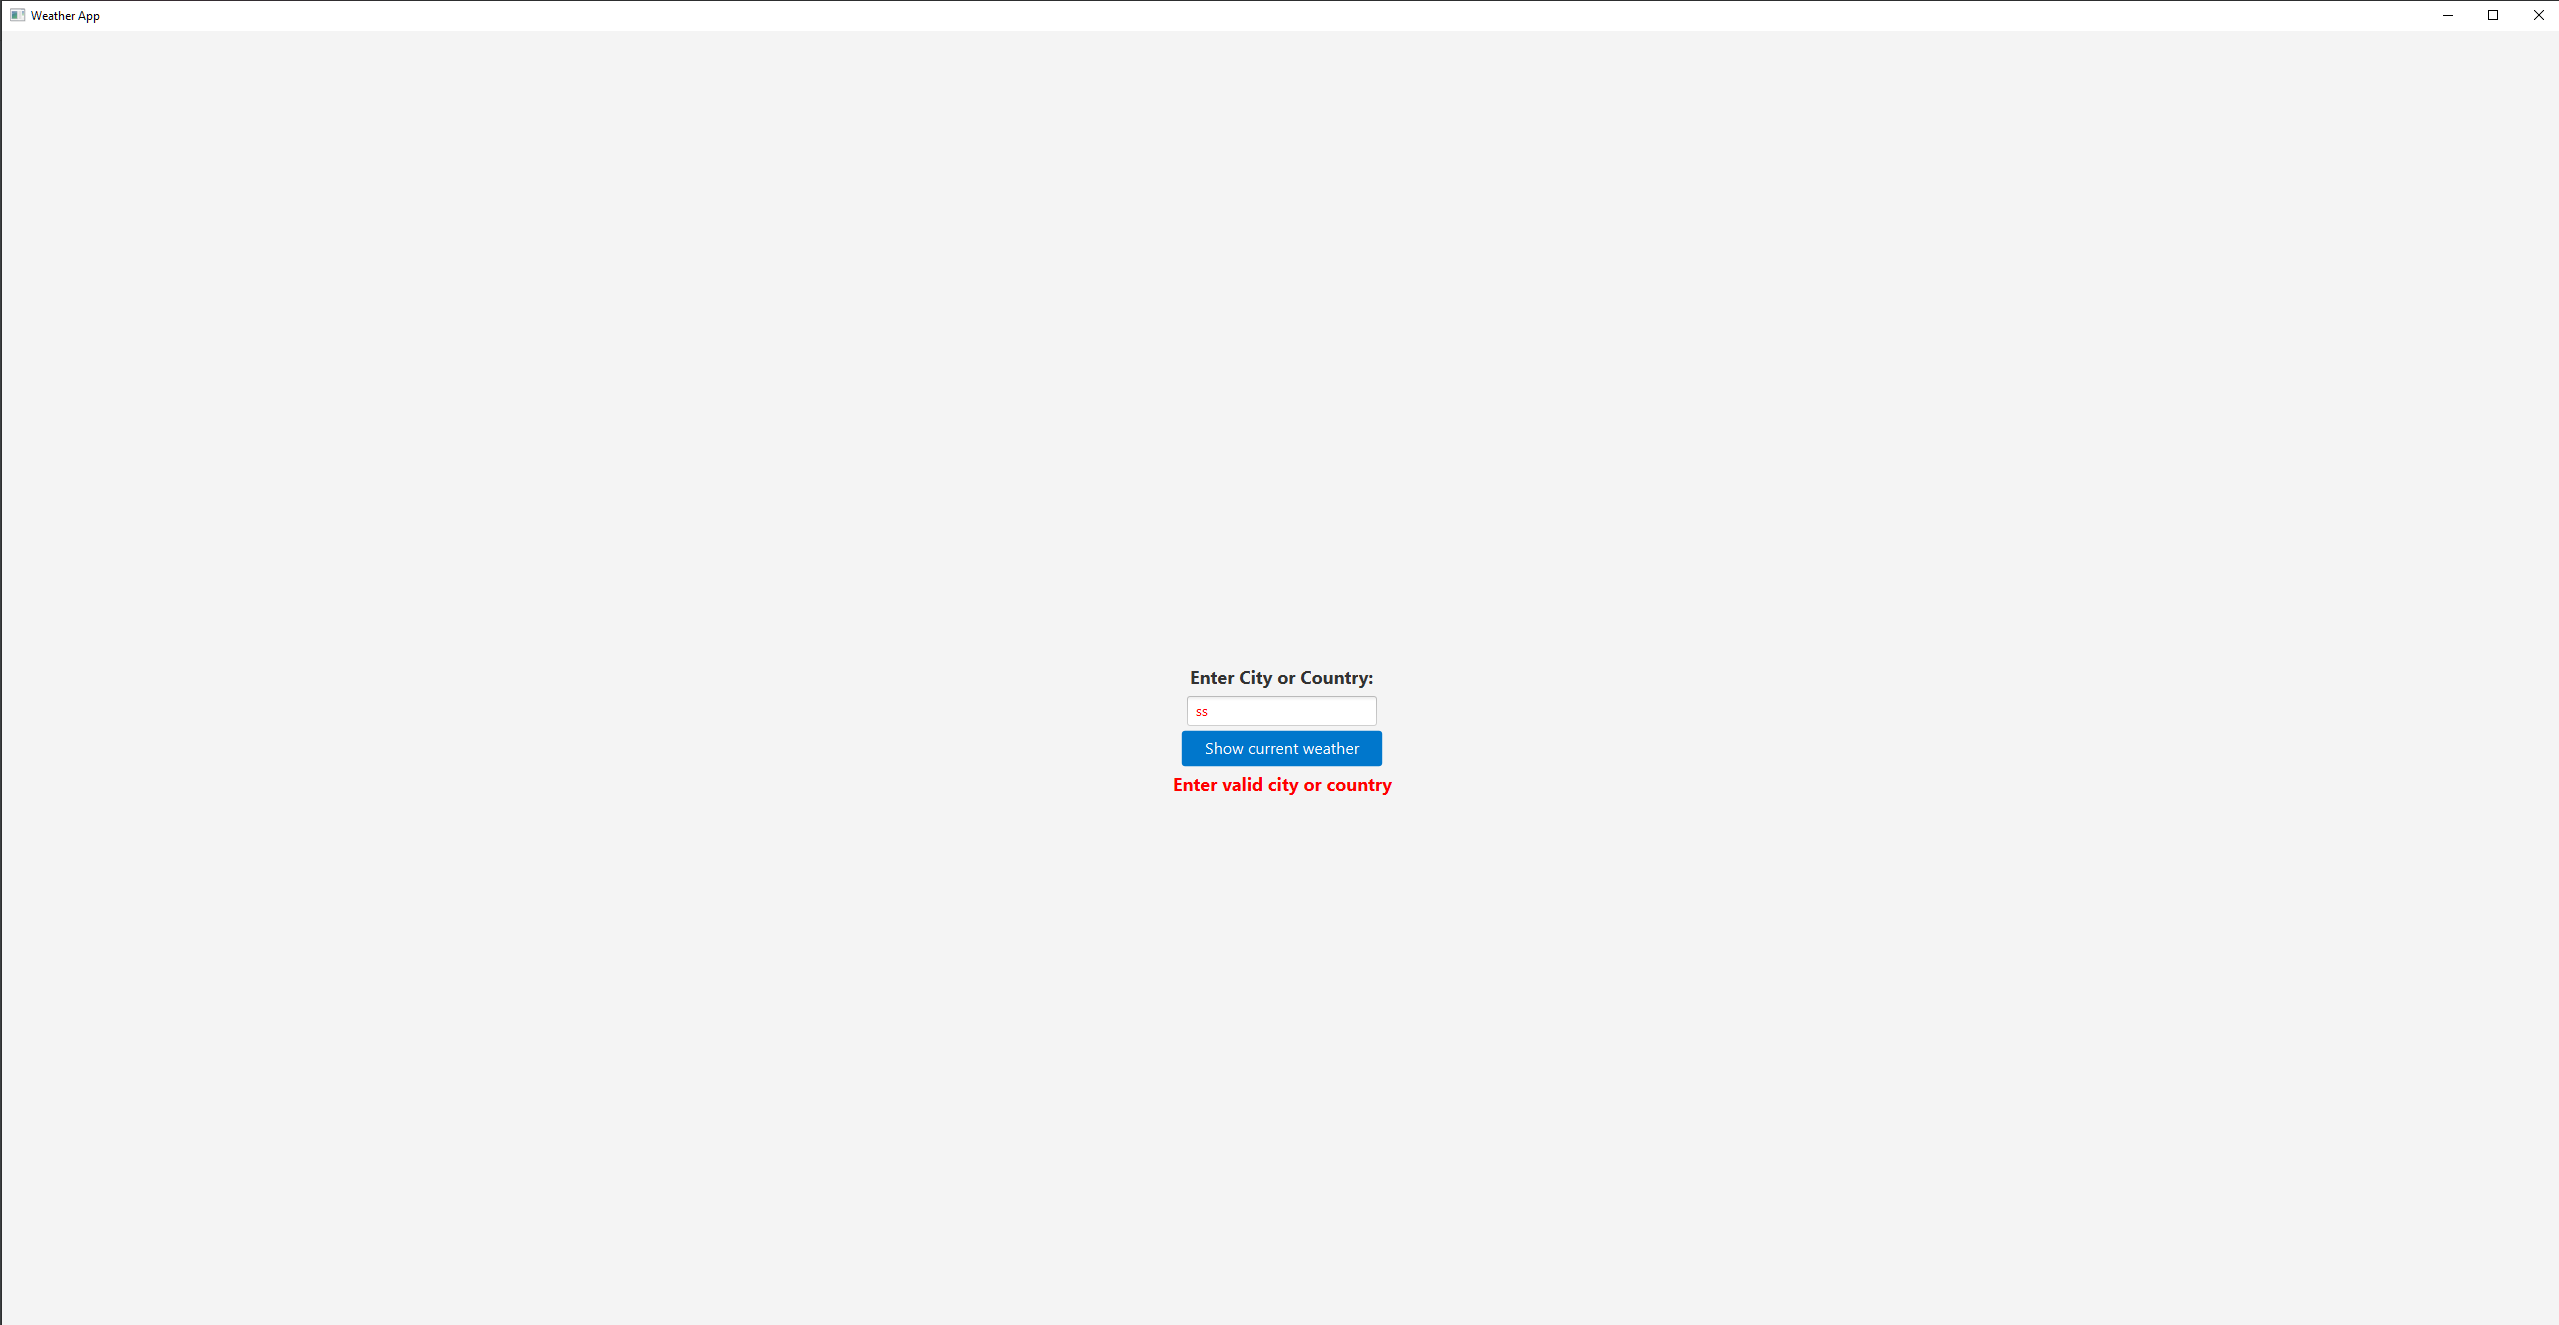 Weather App
Enter City or Country:
ss
Show current weather
Enter valid city or country